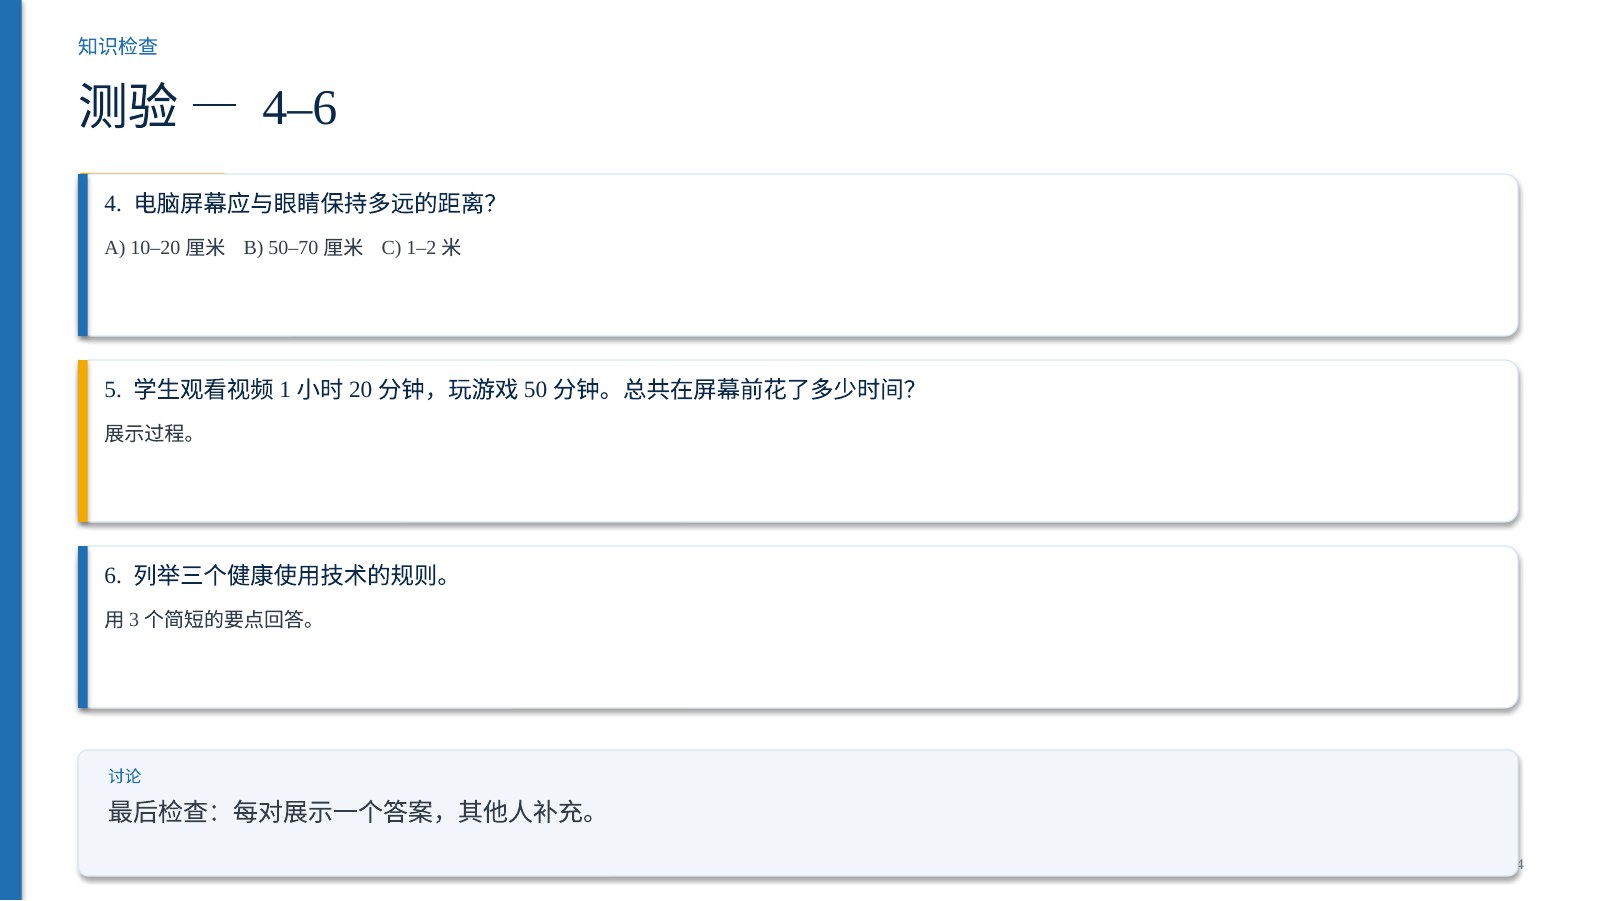 知识检查
测验 — 4–6
4. 电脑屏幕应与眼睛保持多远的距离？
A) 10–20 厘米 B) 50–70 厘米 C) 1–2 米
5. 学生观看视频 1 小时 20 分钟，玩游戏 50 分钟。总共在屏幕前花了多少时间？
展示过程。
6. 列举三个健康使用技术的规则。
用 3 个简短的要点回答。
讨论
最后检查：每对展示一个答案，其他人补充。